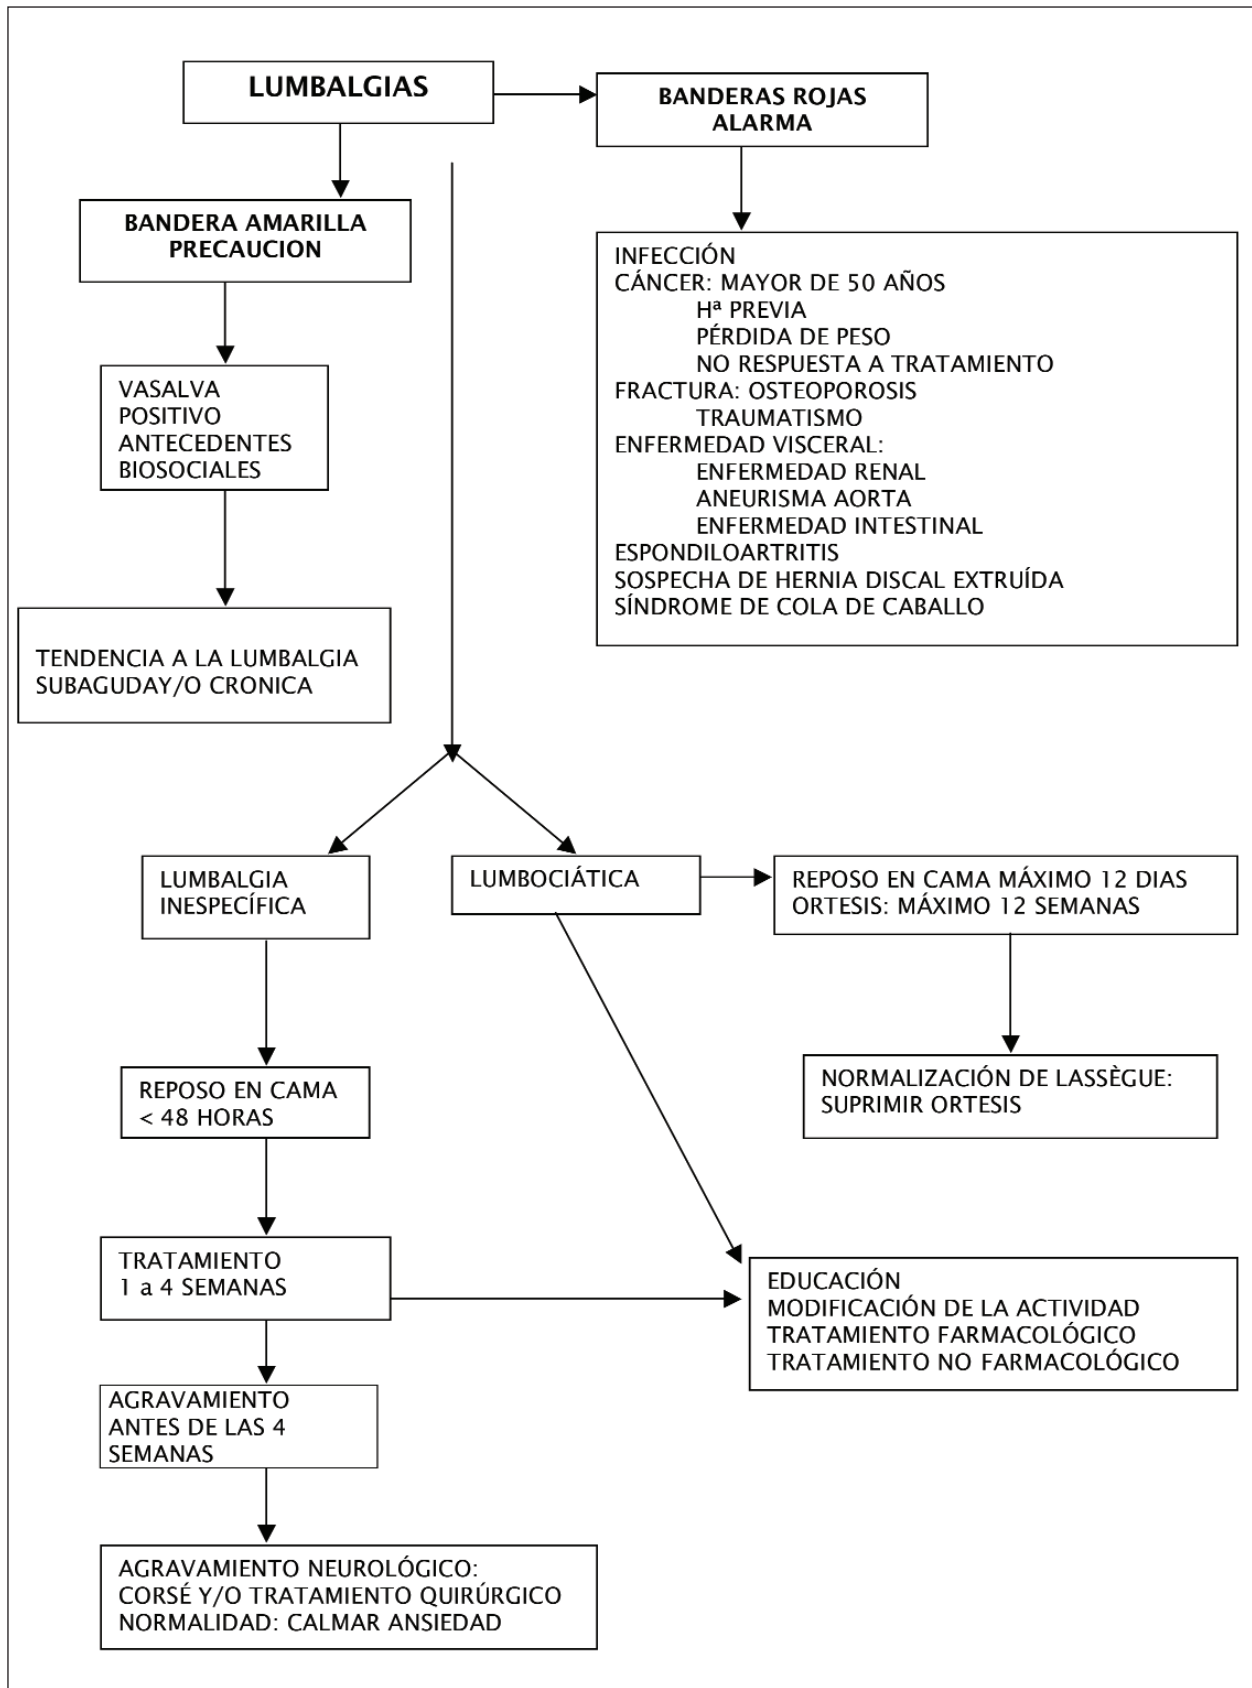 LUMBALGIAS
BANDERAS ROJAS
ALARMA
BANDERA AMARILLA
PRECAUCION
INFECCIÓN
CÁNCER: MAYOR DE 50 AÑOS
Hª PREVIA
PÉRDIDA DE PESO
NO RESPUESTA A TRATAMIENTO
FRACTURA: OSTEOPOROSIS
TRAUMATISMO
ENFERMEDAD VISCERAL:
ENFERMEDAD RENAL
ANEURISMA AORTA
ENFERMEDAD INTESTINAL
ESPONDILOARTRITIS
SOSPECHA DE HERNIA DISCAL EXTRUÍDA
SÍNDROME DE COLA DE CABALLO
VASALVA
POSITIVO
ANTECEDENTES
BIOSOCIALES
TENDENCIA A LA LUMBALGIA
SUBAGUDAY/O CRONICA
LUMBALGIA
INESPECÍFICA
LUMBOCIÁTICA
REPOSO EN CAMA MÁXIMO 12 DIAS
ORTESIS: MÁXIMO 12 SEMANAS
NORMALIZACIÓN DE LASSÈGUE:
SUPRIMIR ORTESIS
REPOSO EN CAMA
< 48 HORAS
TRATAMIENTO
1 a 4 SEMANAS
EDUCACIÓN
MODIFICACIÓN DE LA ACTIVIDAD
TRATAMIENTO FARMACOLÓGICO
TRATAMIENTO NO FARMACOLÓGICO
AGRAVAMIENTO
ANTES DE LAS 4
SEMANAS
AGRAVAMIENTO NEUROLÓGICO:
CORSÉ Y/O TRATAMIENTO QUIRÚRGICO
NORMALIDAD: CALMAR ANSIEDAD